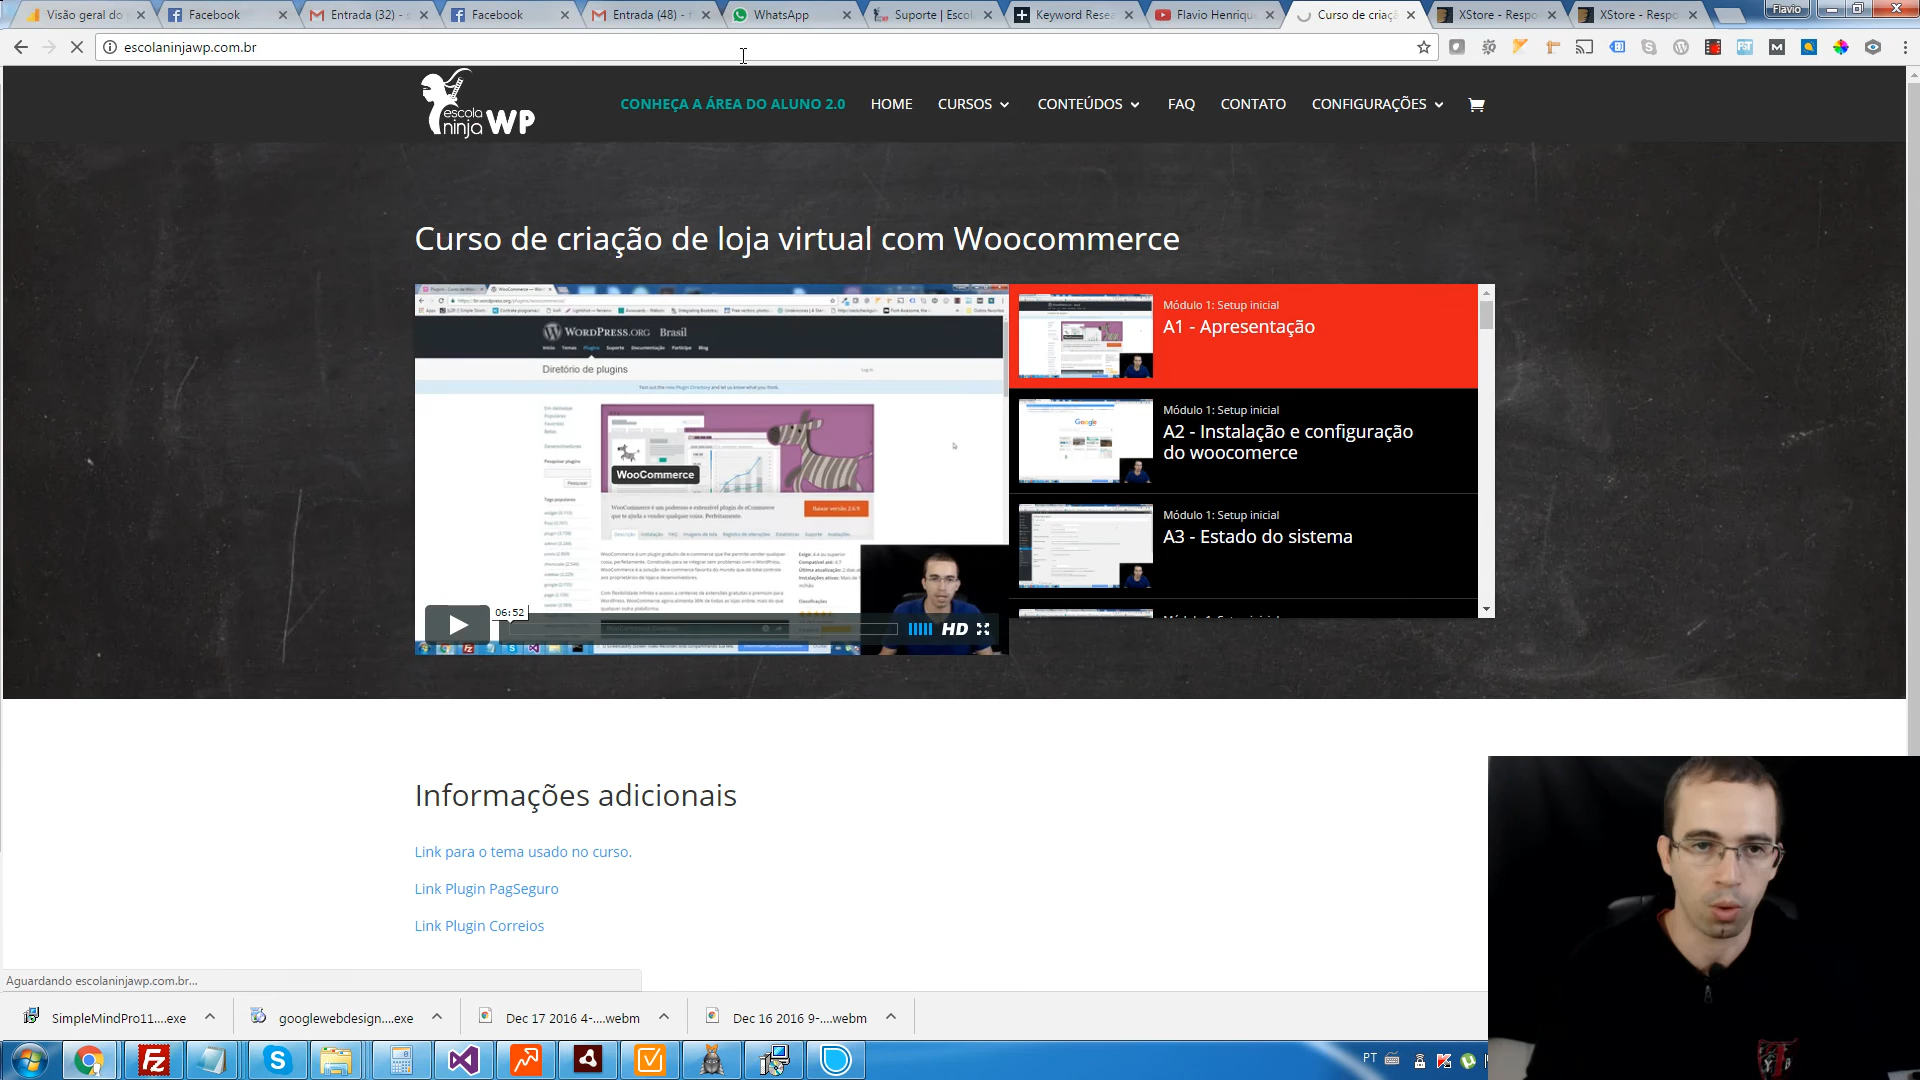 Visão geral do
Facebook
Entrada (32) - s
Facebook
Entrada (48) - f
WhatsApp
Suporte | Escol
Keyword Resea
Flavio Henriqu
Curso de criaç
XStore - Respo
XStore - Respo
Flavio
escolaninjawp.com.br
escola
ninja WP
CONHEÇA A ÁREA DO ALUNO 2.0
HOME
CURSOS
CONTEÚDOS
FAQ
CONTATO
CONFIGURAÇÕES
Curso de criação de loja virtual com Woocommerce
WORDPRESS.ORG Brasil
Diretório de plugins
WooCommerce
06:52
HD
Módulo 1: Setup inicial
A1 - Apresentação
Módulo 1: Setup inicial
A2 - Instalação e configuração
do woocomerce
Google
Módulo 1: Setup inicial
A3 - Estado do sistema
Informações adicionais
Link para o tema usado no curso.
Link Plugin PagSeguro
Link Plugin Correios
Aguardando escolaninjawp.com.br...
SimpleMindPro11....exe
googlewebdesign....exe
Dec 17 2016 4-....webm
Dec 16 2016 9-....webm
PT